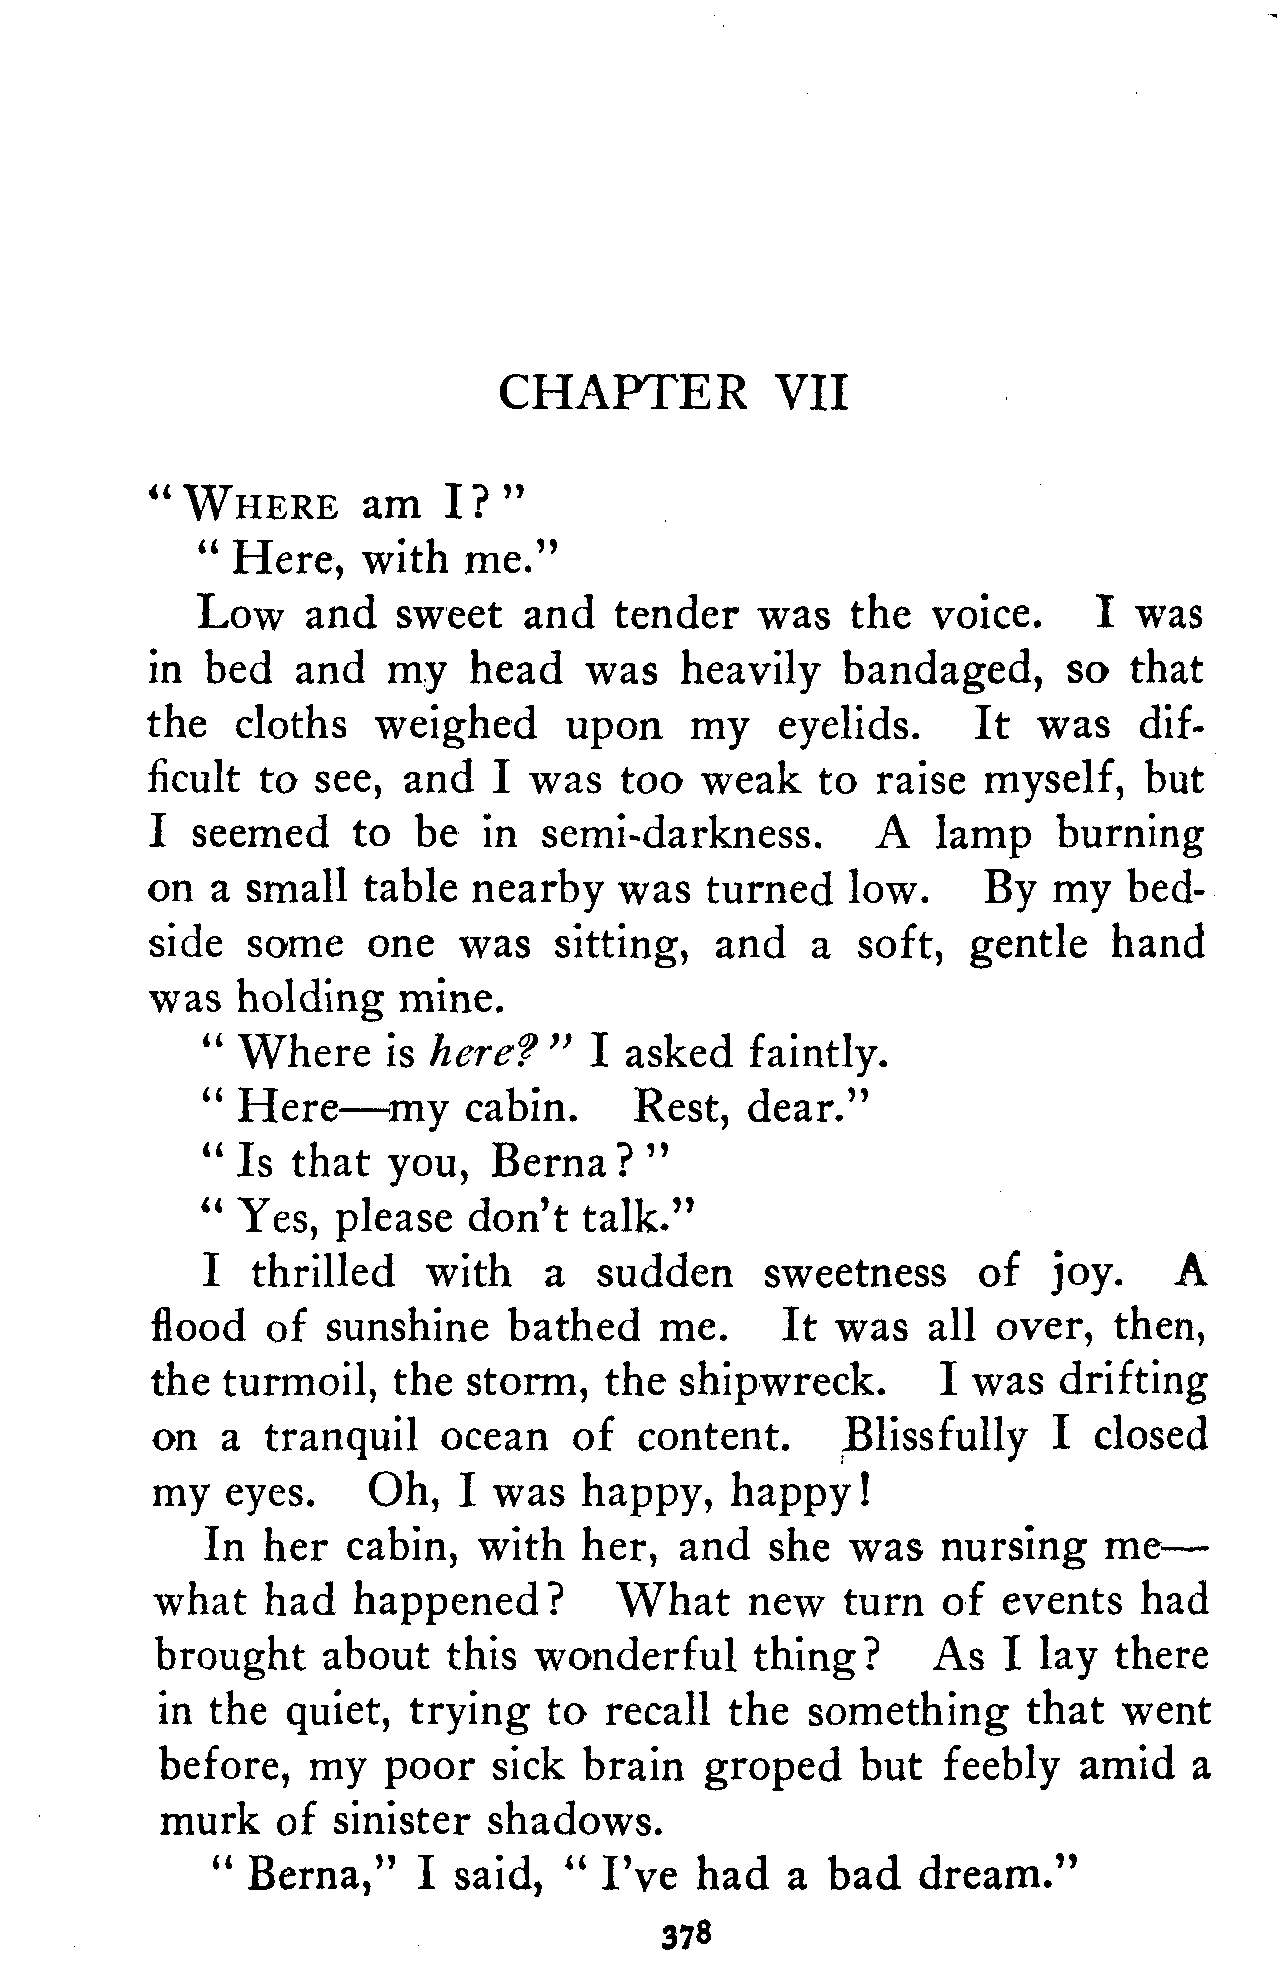 CHAPTER VII
“ WHERE am I? ”
“ Here, with me.”
Low and sweet and tender was the voice. I was
in bed and my head was heavily bandaged, so that
the cloths weighed upon my eyelids. It was dif-
ficult to see, and I was too weak to raise myself, but
I seemed to be in semi-darkness. A lamp burning
on a small table nearby was turned low. By my bed-
side some one was sitting, and a soft, gentle hand
was holding mine.
“ Where is here? ” I asked faintly.
“ Here—my cabin. Rest, dear.”
“ Is that you, Berna? ”
“ Yes, please don’t talk.”
I thrilled with a sudden sweetness of joy. A
flood of sunshine bathed me. It was all over, then,
the turmoil, the storm, the shipwreck. I was drifting
on a tranquil ocean of content. Blissfully I closed
my eyes. Oh, I was happy, happy!
In her cabin, with her, and she was nursing me—
what had happened? What new turn of events had
brought about this wonderful thing? As I lay there
in the quiet, trying to recall the something that went
before, my poor sick brain groped but feebly amid a
murk of sinister shadows.
“ Berna,” I said, “ I’ve had a bad dream.”
378